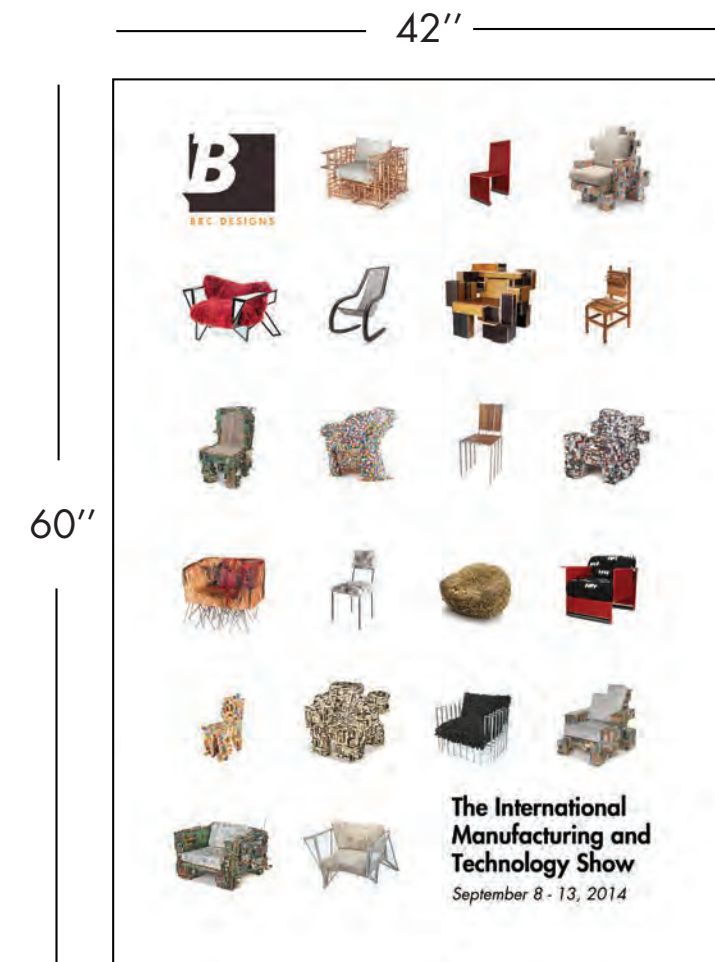 42''
60''
B
BEC DESIGNS
The International
Manufacturing and
Technology Show
September 8 - 13, 2014